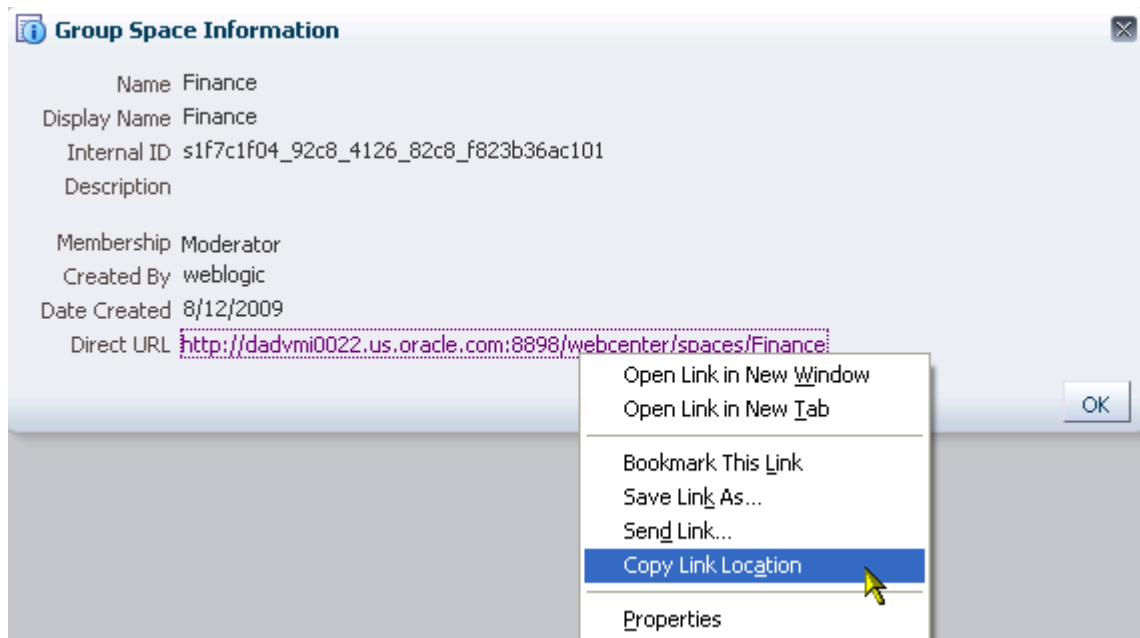 Group Space Information
Name Finance
Display Name Finance
Internal ID s1f7c1f04_92c8_4126_82c8_f823b36ac101
Description
Membership Moderator
Created By weblogic
Date Created 8/12/2009
Direct URL http://dadvmi0022.us.oracle.com:8898/webcenter/spaces/Finance
Open Link in New Window
Open Link in New Tab
OK
Bookmark This Link
Save Link As...
Send Link...
Copy Link Location
Properties